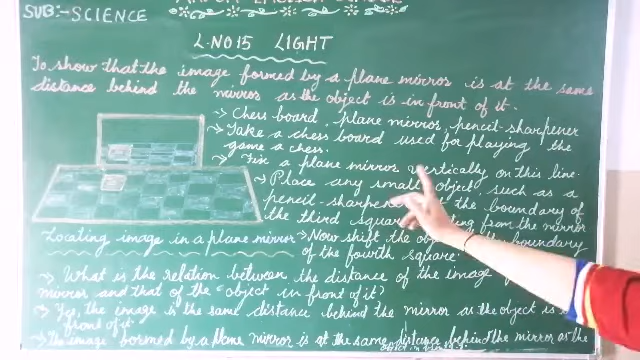 SUB:- SCIENCE
ENGLISH SCHOOL
L.NO 15 LIGHT
To show that the image formed by a plane mirror is at the same
distance behind the mirror as the object is in front of it.
→ Chess board, plane mirror, pencil-sharpener
→ Take a chess board used for playing the
game a chess.
→ Fix a plane mirror vertically on this line.
→ Place any small object such as a
pencil-sharpener the boundary of
the third square from the mirror
Locating image in a plane mirror → Now shift the the boundary
of the fourth square.
→ What is the relation between the distance of the image
mirror and that of the object in front of it?
→ Yes, the image is the same distance behind the mirror as the object is
front of it.
→ The image formed by a plane mirror is at the same distance behind the mirror as the
object in